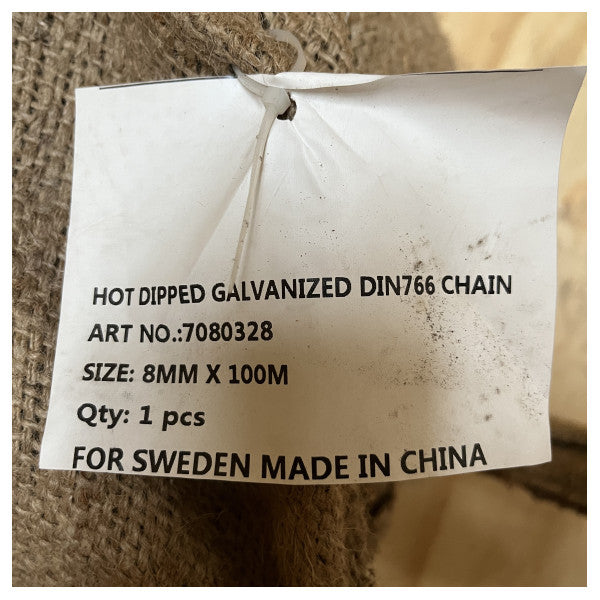 HOT DIPPED GALVANIZED DIN766 CHAIN
ART NO.:7080328
SIZE: 8MM X 100M
Qty: 1 pcs
FOR SWEDEN MADE IN CHINA